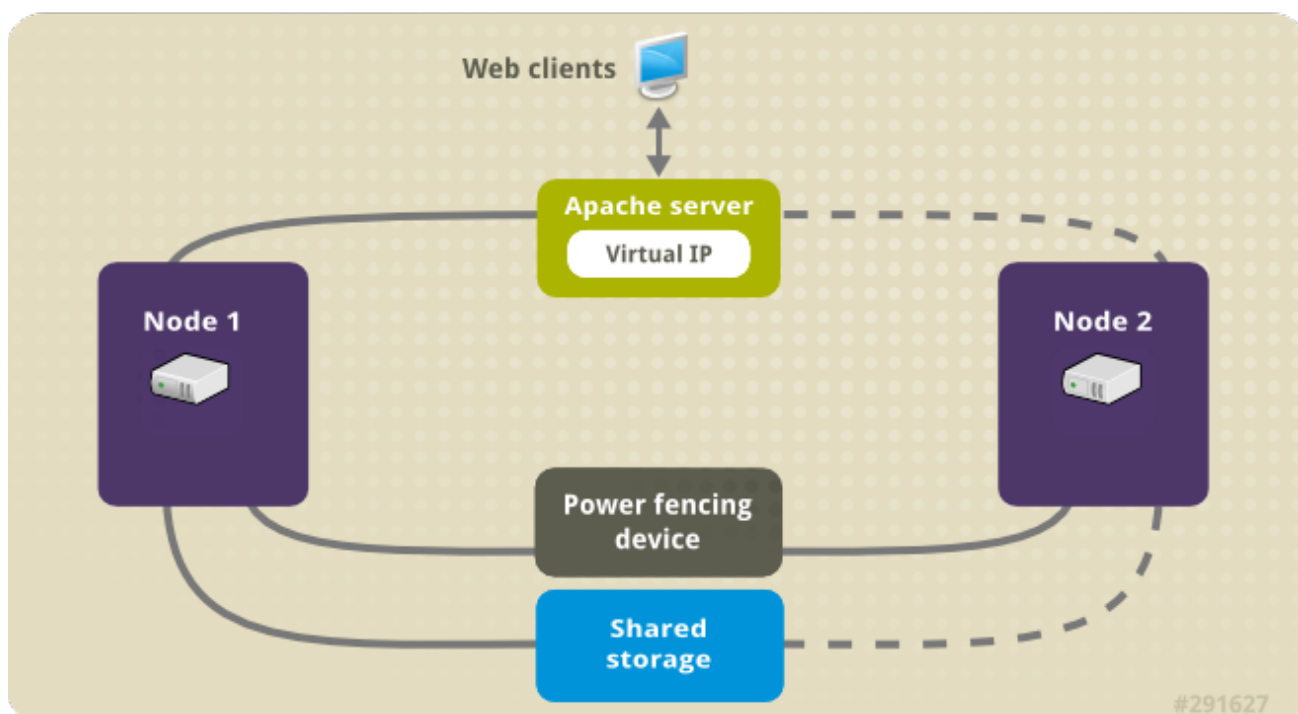 Web clients
Apache server
Virtual IP
Node 1
Node 2
Power fencing
device
Shared
storage
#291627